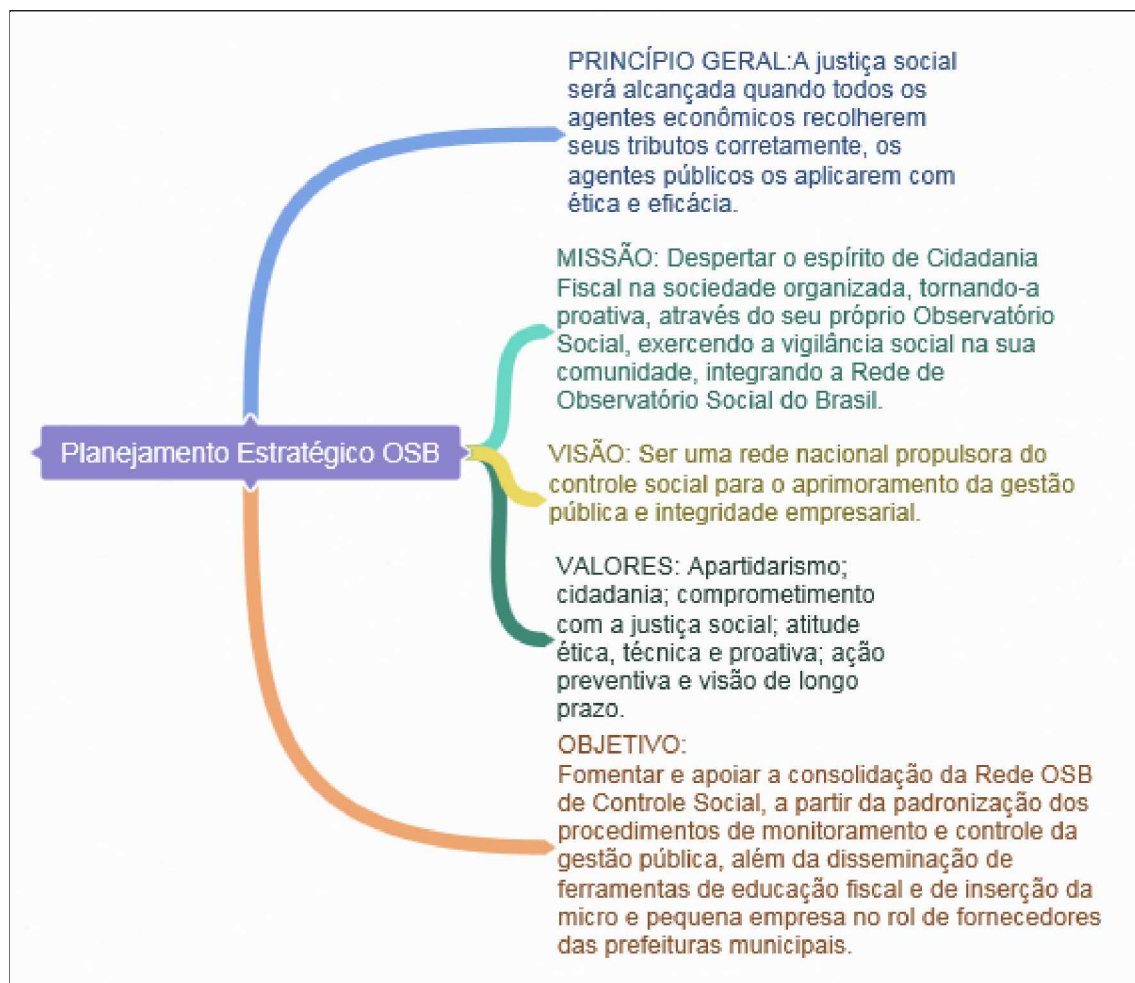 PRINCÍPIO GERAL:A justiça social
será alcançada quando todos os
agentes econômicos recolherem
seus tributos corretamente, os
agentes públicos os aplicarem com
ética e eficácia.
MISSÃO: Despertar o espírito de Cidadania
Fiscal na sociedade organizada, tornando-a
proativa, através do seu próprio Observatório
Social, exercendo a vigilância social na sua
comunidade, integrando a Rede de
Observatório Social do Brasil.
Planejamento Estratégico OSB
VISÃO: Ser uma rede nacional propulsora do
controle social para o aprimoramento da gestão
pública e integridade empresarial.
VALORES: Apartidarismo;
cidadania; comprometimento
com a justiça social; atitude
ética, técnica e proativa; ação
preventiva e visão de longo
prazo.
OBJETIVO:
Fomentar e apoiar a consolidação da Rede OSB
de Controle Social, a partir da padronização dos
procedimentos de monitoramento e controle da
gestão pública, além da disseminação de
ferramentas de educação fiscal e de inserção da
micro e pequena empresa no rol de fornecedores
das prefeituras municipais.